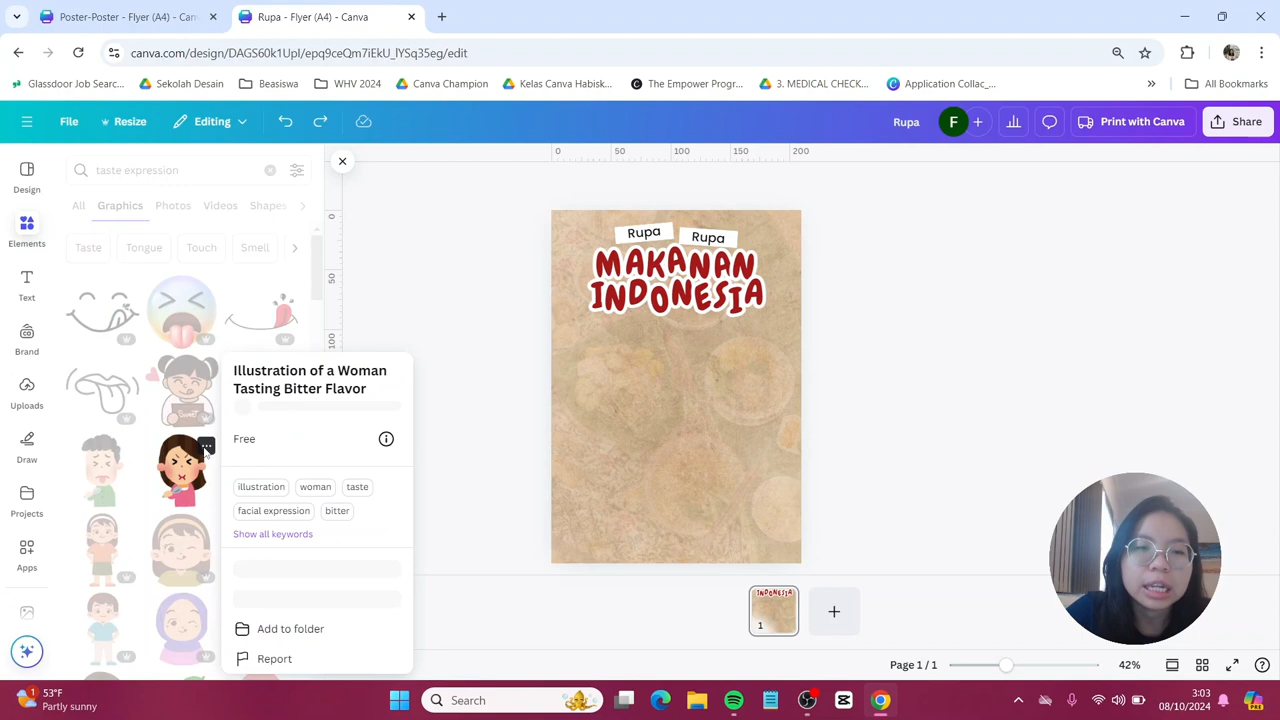 Poster-Poster - Flyer (A4) - Can
Rupa - Flyer (A4) - Canva
canva.com/design/DAGS60k1UpI/epq9ceQm7iEkU_lYSq35eg/edit
Glassdoor Job Searc...
Sekolah Desain
Beasiswa
WHV 2024
Canva Champion
Kelas Canva Habisk...
The Empower Progr...
3. MEDICAL CHECK...
Application Collac_...
All Bookmarks
File
Resize
Editing
Rupa
F
Print with Canva
Share
Design
Elements
Text
Brand
Uploads
Draw
Projects
Apps
taste expression
All
Graphics
Photos
Videos
Shapes
Taste
Tongue
Touch
Smell
0
50
100
150
200
0
50
100
Rupa
Rupa
MAKANAN
INDONESIA
Illustration of a Woman
Tasting Bitter Flavor
Free
illustration
woman
taste
facial expression
bitter
Show all keywords
Add to folder
Report
INDONESIA
1
Page 1 / 1
42%
1
53°F
Partly sunny
Search
3:03
08/10/2024